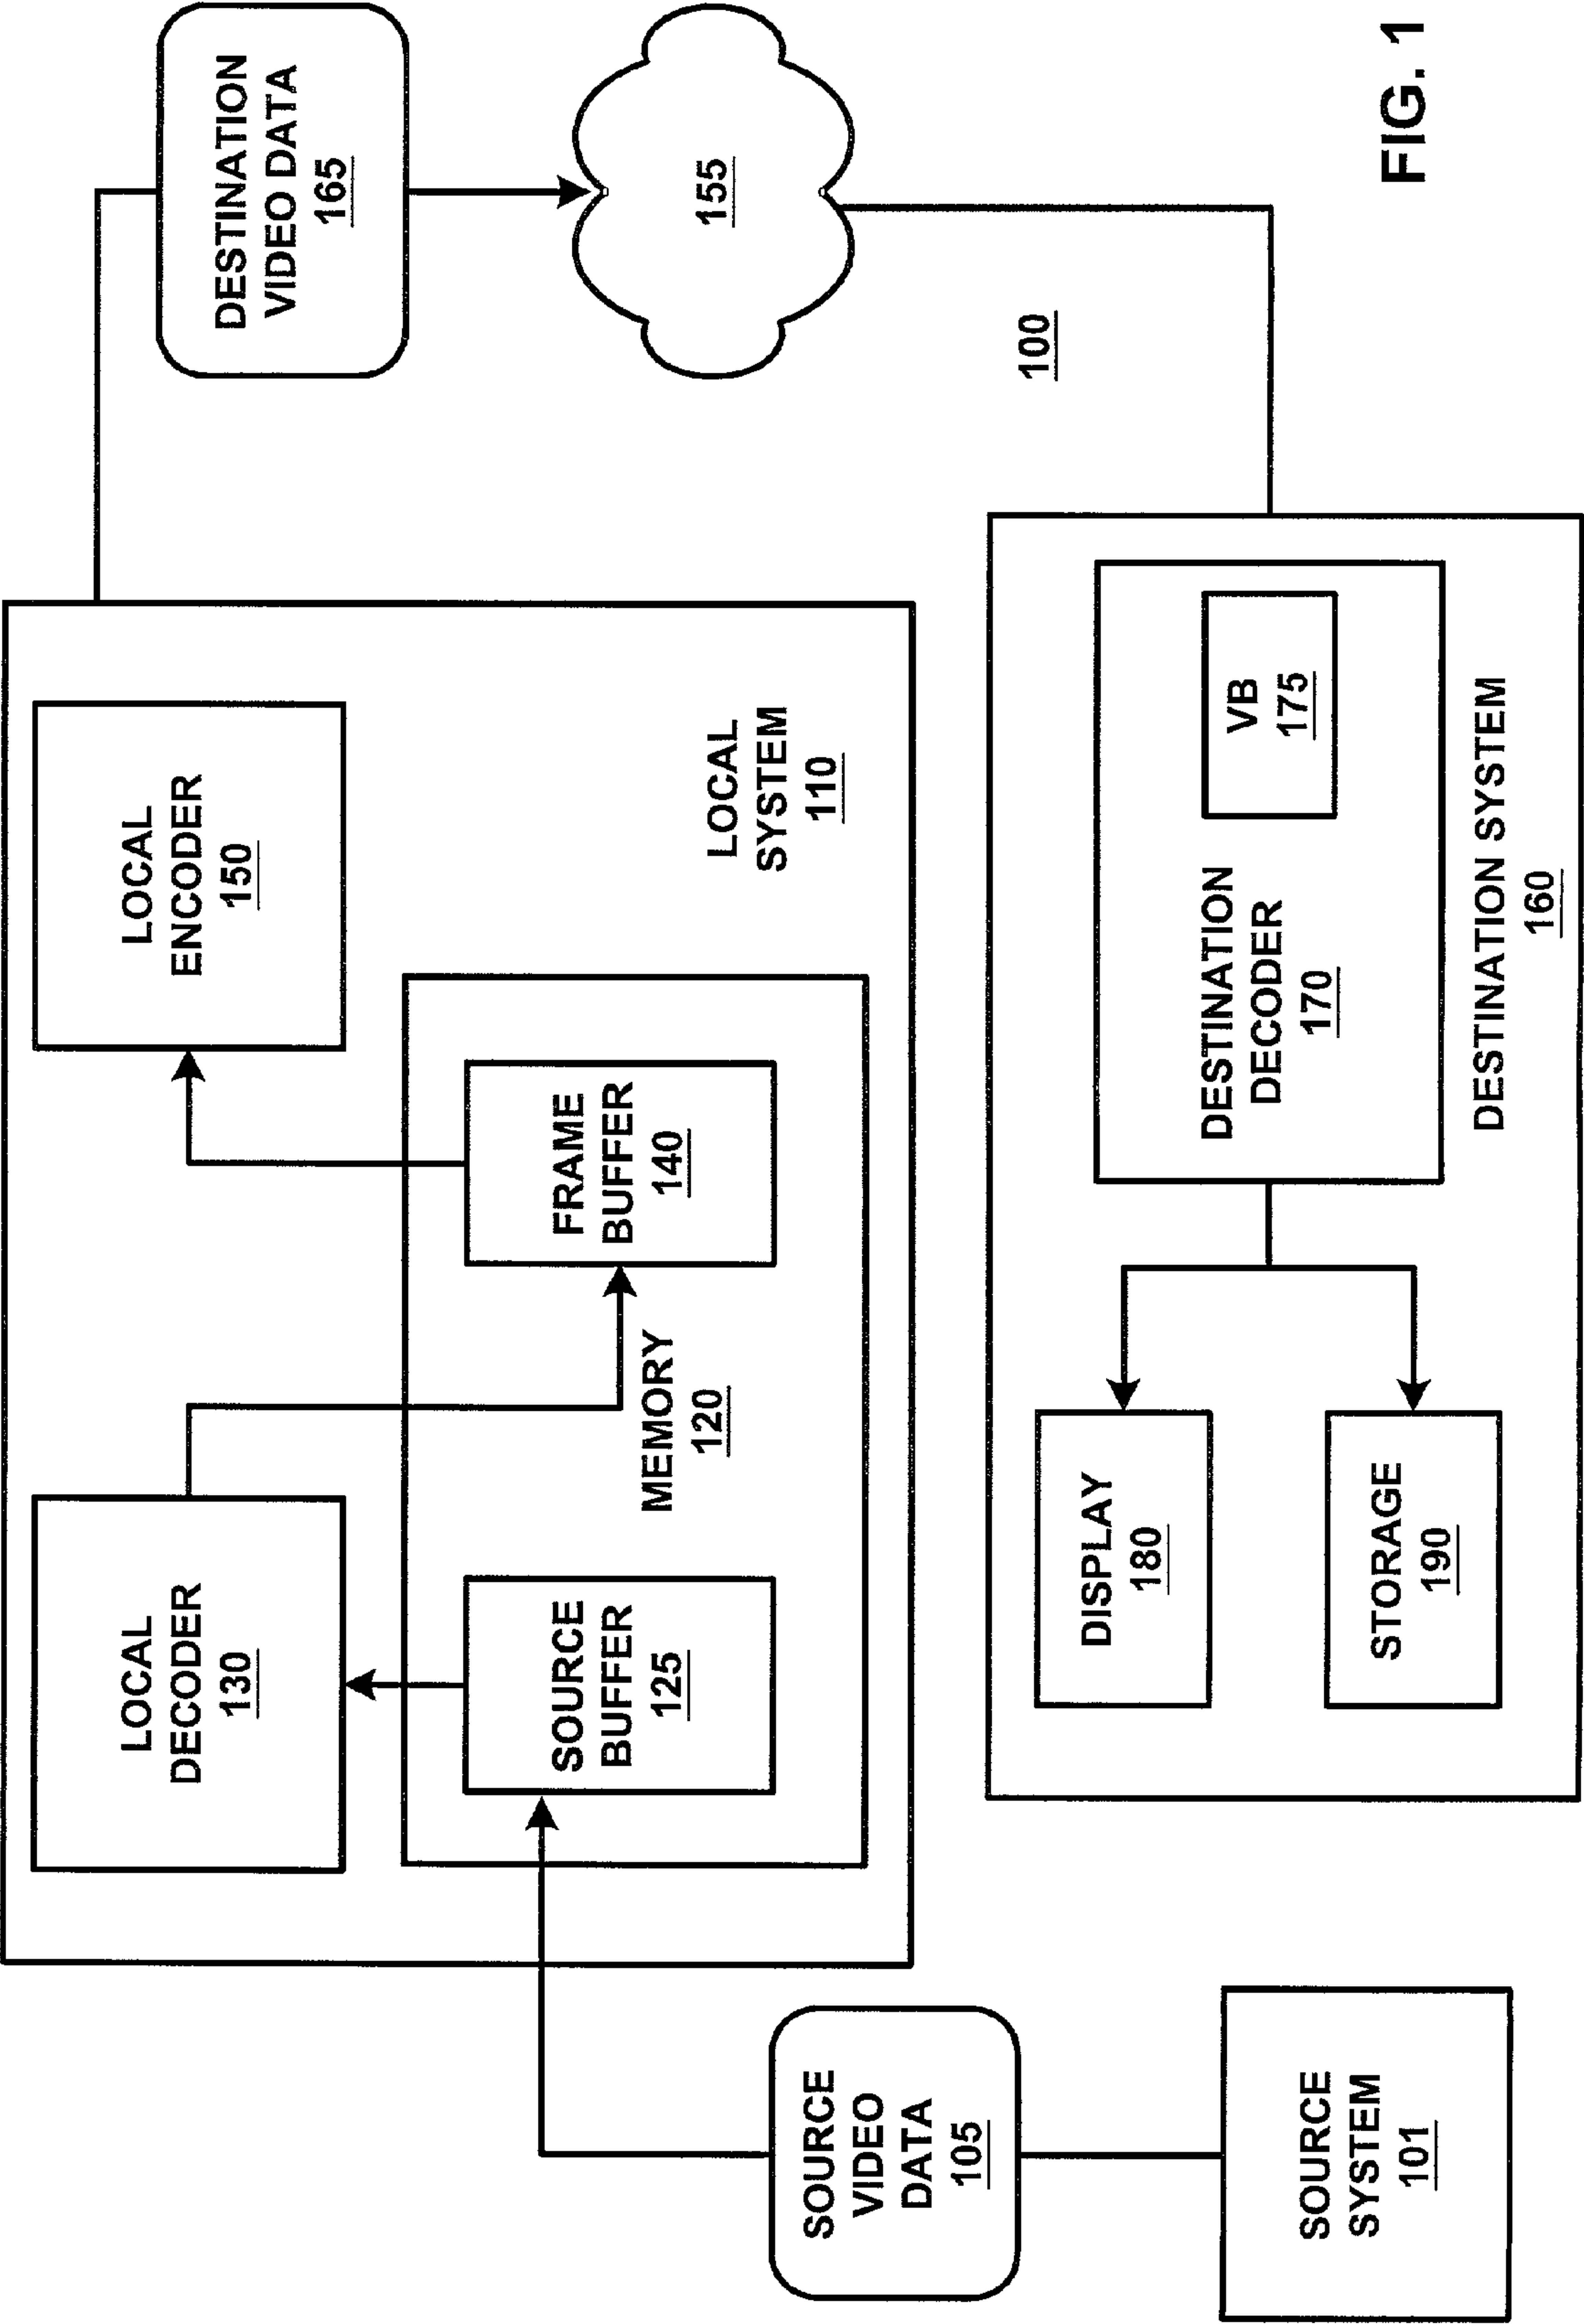 LOCAL
DECODER
130
LOCAL
ENCODER
150
SOURCE
BUFFER
125
MEMORY
120
FRAME
BUFFER
140
LOCAL
SYSTEM
110
DESTINATION
VIDEO DATA
165
155
SOURCE
VIDEO
DATA
105
SOURCE
SYSTEM
101
100
DISPLAY
180
STORAGE
190
DESTINATION
DECODER
170
VB
175
DESTINATION SYSTEM
160
FIG. 1